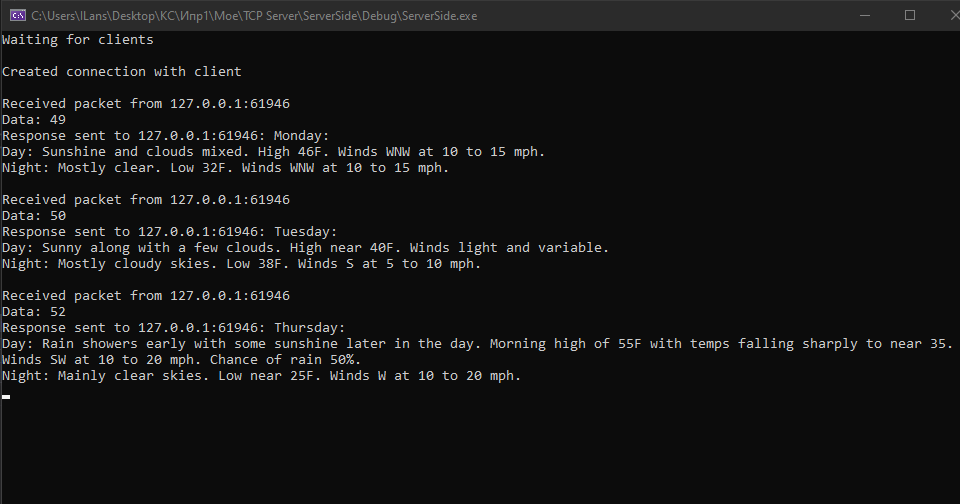 C:\Users\ILans\Desktop\КС\Ипр1\Мое\TCP Server\ServerSide\Debug\ServerSide.exe
Waiting for clients
Created connection with client
Received packet from 127.0.0.1:61946
Data: 49
Response sent to 127.0.0.1:61946: Monday:
Day: Sunshine and clouds mixed. High 46F. Winds WNW at 10 to 15 mph.
Night: Mostly clear. Low 32F. Winds WNW at 10 to 15 mph.
Received packet from 127.0.0.1:61946
Data: 50
Response sent to 127.0.0.1:61946: Tuesday:
Day: Sunny along with a few clouds. High near 40F. Winds light and variable.
Night: Mostly cloudy skies. Low 38F. Winds S at 5 to 10 mph.
Received packet from 127.0.0.1:61946
Data: 52
Response sent to 127.0.0.1:61946: Thursday:
Day: Rain showers early with some sunshine later in the day. Morning high of 55F with temps falling sharply to near 35.
Winds SW at 10 to 20 mph. Chance of rain 50%.
Night: Mainly clear skies. Low near 25F. Winds W at 10 to 20 mph.